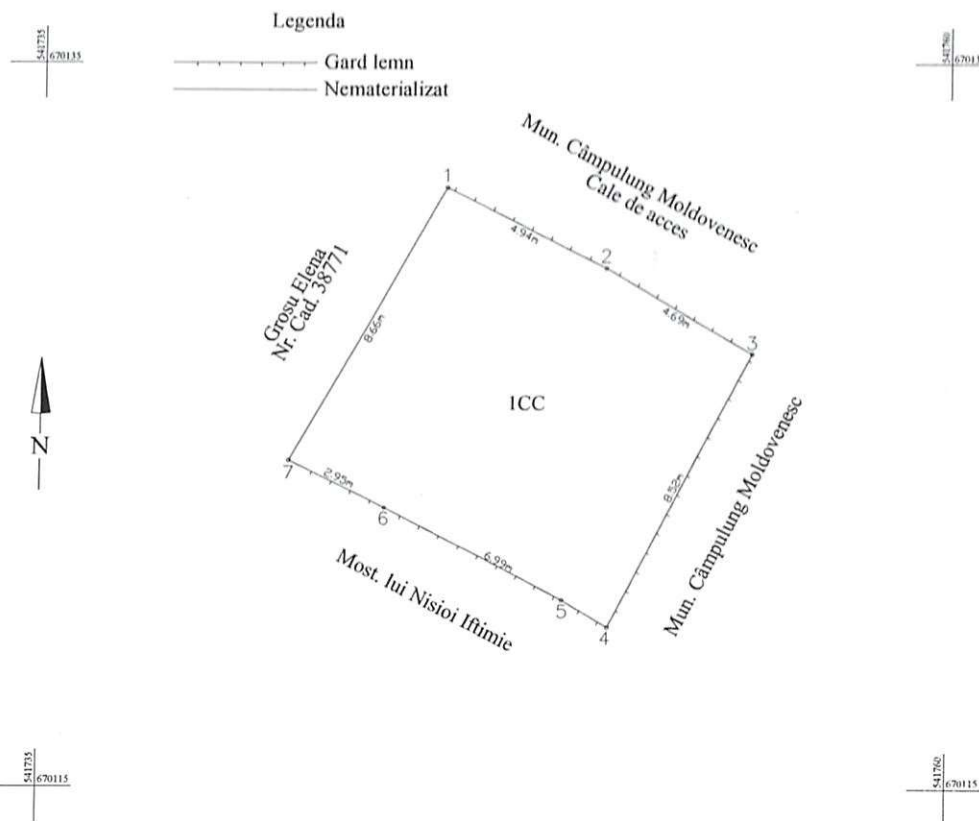 Legenda
541735
670135
Gard lemn
Nematerializat
541760
Mun. Câmpulung Moldovenesc
Cale de acces
1
4.94m
2
4.69m
3
Grosu Elena
Nr. Cad. 38771
8.66m
1CC
N
Mun. Câmpulung Moldovenesc
8.52m
7
2.95m
6
6.99m
5
4
Most. lui Nisioi Iftimie
541735
670115
541760
670115